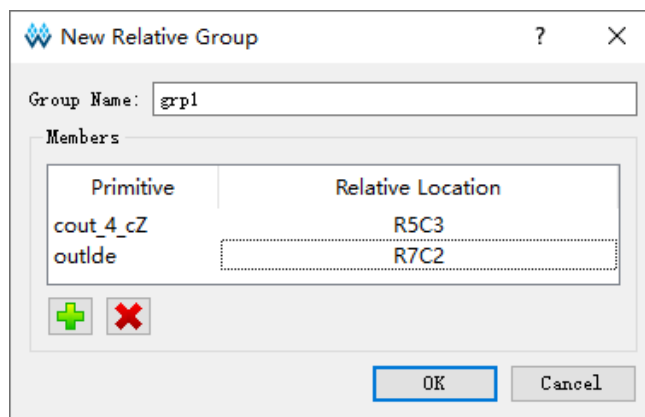 New Relative Group ? ×
Group Name: grp1
Members
Primitive Relative Location
cout_4_cZ R5C3
outlde R7C2
OK Cancel